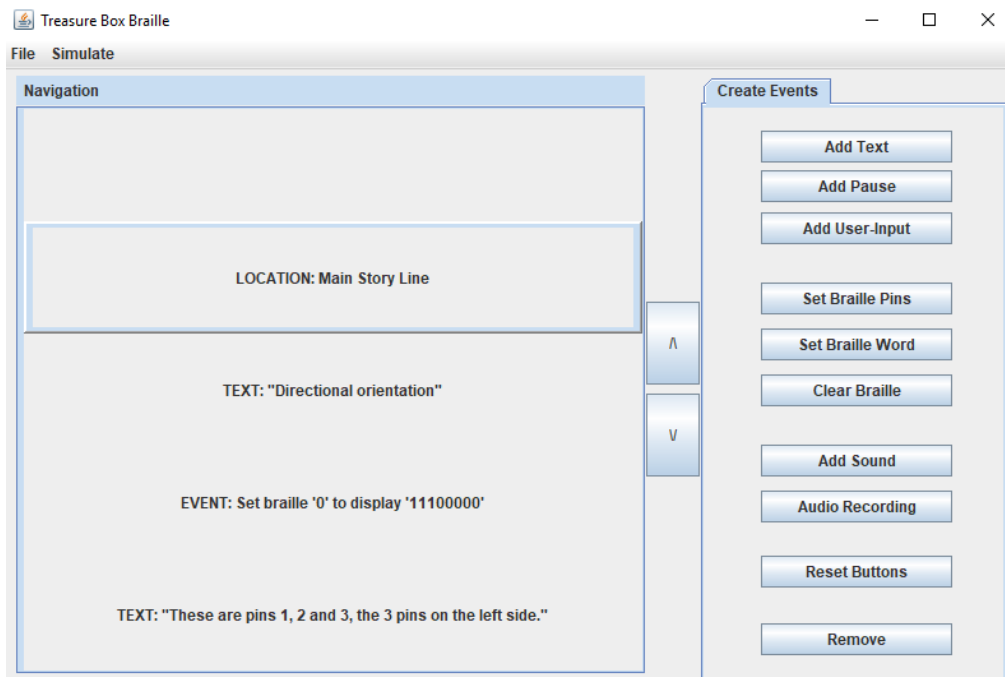 Treasure Box Braille
File Simulate
Navigation
LOCATION: Main Story Line
TEXT: "Directional orientation"
EVENT: Set braille '0' to display '11100000'
TEXT: "These are pins 1, 2 and 3, the 3 pins on the left side."
/\
\/
Create Events
Add Text
Add Pause
Add User-Input
Set Braille Pins
Set Braille Word
Clear Braille
Add Sound
Audio Recording
Reset Buttons
Remove